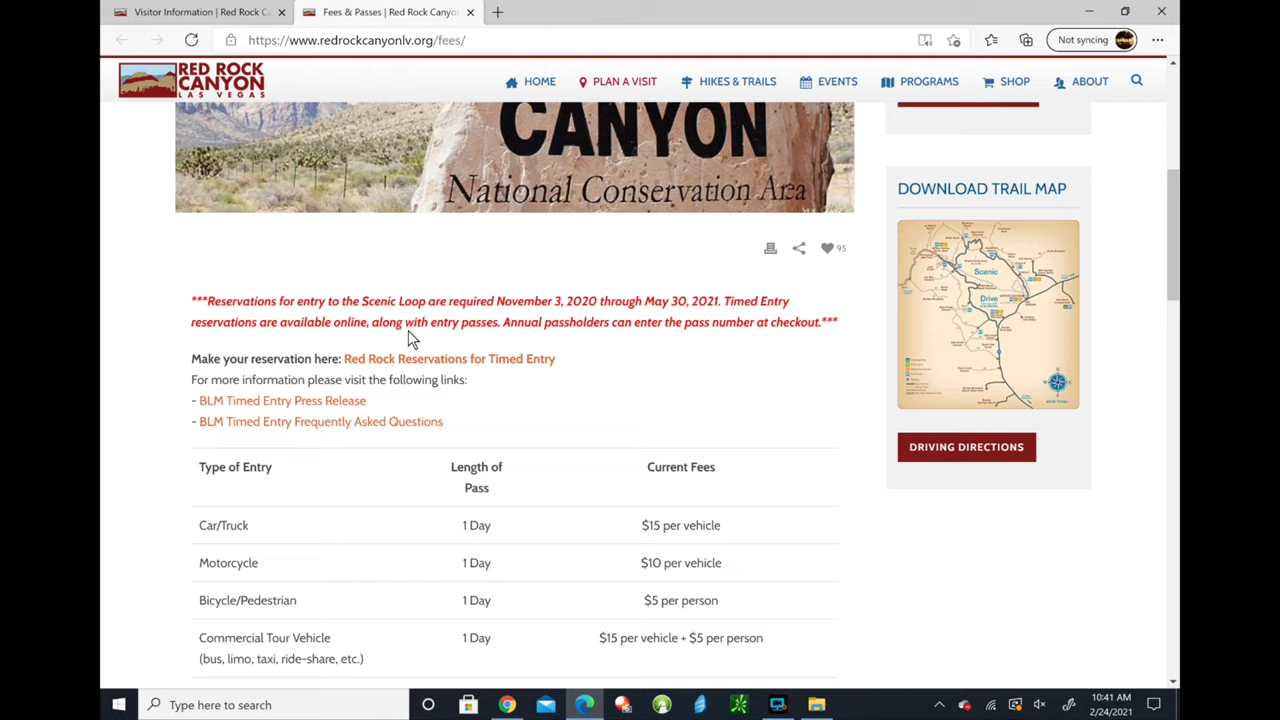 Visitor Information | Red Rock Ca
Fees & Passes | Red Rock Canyon
https://www.redrockcanyonlv.org/fees/
Not syncing
RED ROCK
CANYON
LAS VEGAS
HOME
PLAN A VISIT
HIKES & TRAILS
EVENTS
PROGRAMS
SHOP
ABOUT
CANYON
National Conservation Area
95
***Reservations for entry to the Scenic Loop are required November 3, 2020 through May 30, 2021. Timed Entry
reservations are available online, along with entry passes. Annual passholders can enter the pass number at checkout.***
Make your reservation here: Red Rock Reservations for Timed Entry
For more information please visit the following links:
- BLM Timed Entry Press Release
- BLM Timed Entry Frequently Asked Questions
Type of Entry Length of Pass Current Fees
Car/Truck 1 Day $15 per vehicle
Motorcycle 1 Day $10 per vehicle
Bicycle/Pedestrian 1 Day $5 per person
Commercial Tour Vehicle 1 Day $15 per vehicle + $5 per person
(bus, limo, taxi, ride-share, etc.)
DOWNLOAD TRAIL MAP
Scenic
Drive
DRIVING DIRECTIONS
Type here to search
10:41 AM
2/24/2021